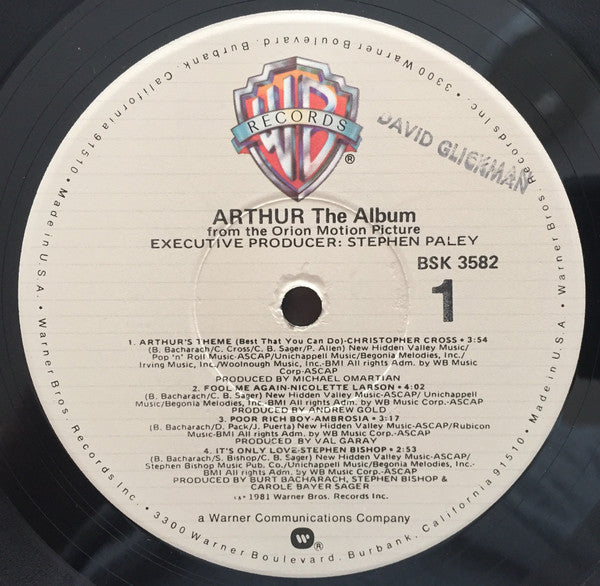 • Made in U.S.A. • Warner Bros. Records Inc. • 3300 Warner Boulevard, Burbank, California 91510 • Made in U.S.A. • Warner Bros. Records Inc. • 3300 Warner Boulevard, Burbank, California 91510
WB
RECORDS
®
DAVID GLICKMAN
ARTHUR The Album
from the Orion Motion Picture
EXECUTIVE PRODUCER: STEPHEN PALEY
BSK 3582
1
1. ARTHUR'S THEME (Best That You Can Do)-CHRISTOPHER CROSS • 3:54
(B. Bacharach/C. Cross/C. B. Sager/P. Allen) New Hidden Valley Music/
Pop 'n' Roll Music-ASCAP/Unichappell Music/Begonia Melodies, Inc./
Irving Music, Inc./Woolnough Music, Inc.-BMI All rights Adm. by WB Music
Corp-ASCAP
PRODUCED BY MICHAEL OMARTIAN
2. FOOL ME AGAIN-NICOLETTE LARSON • 4:02
(B. Bacharach/C. B. Sager) New Hidden Valley Music-ASCAP/ Unichappell
Music/Begonia Melodies, Inc-BMI All rights Adm. by WB Music Corp.-ASCAP
PRODUCED BY ANDREW GOLD
3. POOR RICH BOY-AMBROSIA • 3:17
(B. Bacharach/D. Pack/J. Puerta) New Hidden Valley Music-ASCAP/Rubicon
Music-BMI All rights Adm. by WB Music Corp.-ASCAP
PRODUCED BY VAL GARAY
4. IT'S ONLY LOVE-STEPHEN BISHOP • 2:53
(B. Bacharach/S. Bishop/C. B. Sager) New Hidden Valley Music-ASCAP/
Stephen Bishop Music Pub. Co./Unichappell Music/Begonia Melodies, Inc.-
BMI All rights Adm. by WB Music Corp.-ASCAP
PRODUCED BY BURT BACHARACH, STEPHEN BISHOP &
CAROLE BAYER SAGER
1981 Warner Bros. Records Inc.
a Warner Communications Company
®